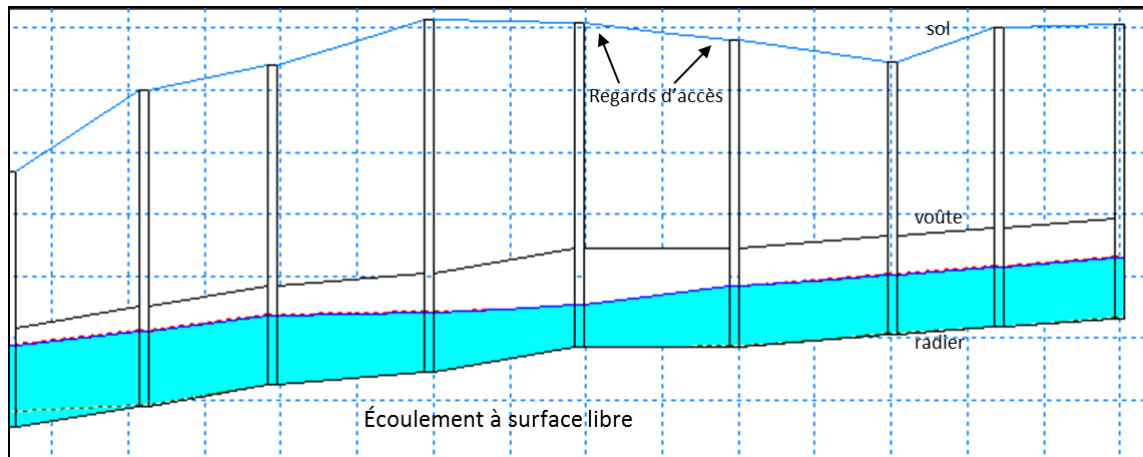 sol
Regards d'accès
voûte
radier
Écoulement à surface libre